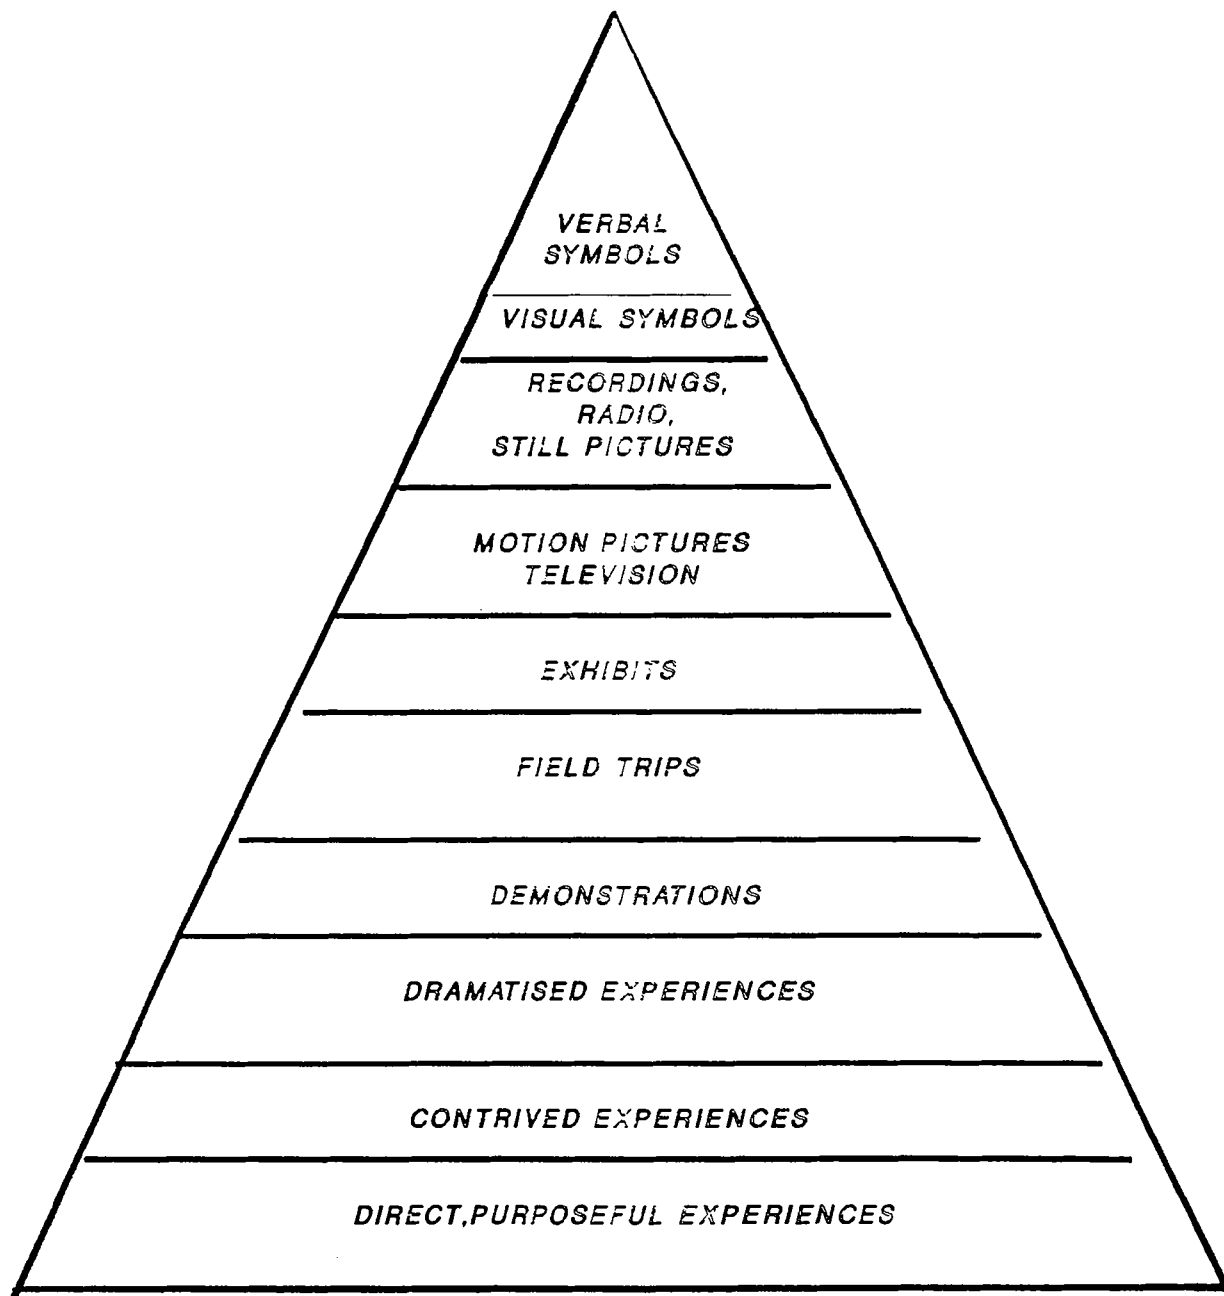 VERBAL
SYMBOLS
VISUAL SYMBOLS
RECORDINGS,
RADIO,
STILL PICTURES
MOTION PICTURES
TELEVISION
EXHIBITS
FIELD TRIPS
DEMONSTRATIONS
DRAMATISED EXPERIENCES
CONTRIVED EXPERIENCES
DIRECT,PURPOSEFUL EXPERIENCES